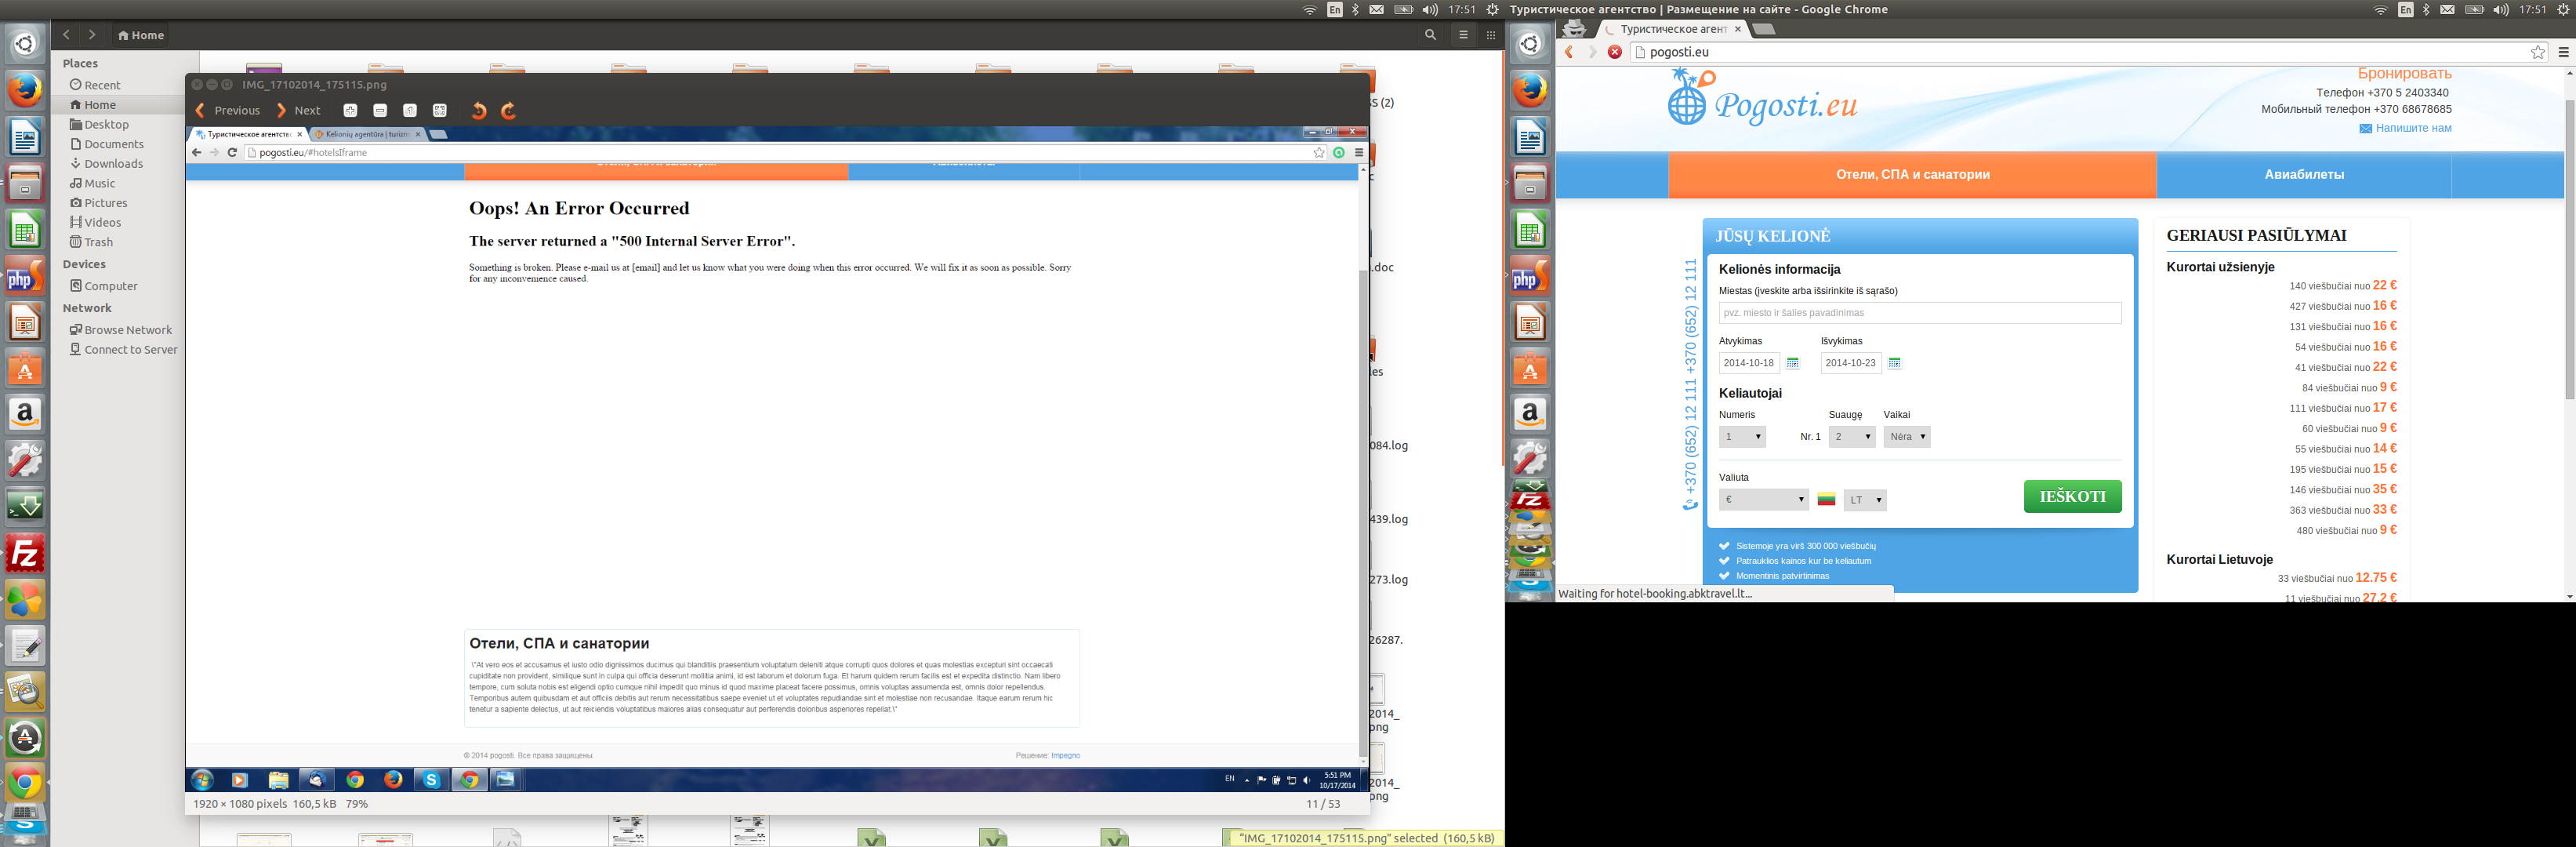 En
17:51
Home
Places
Recent
Home
Desktop
Documents
Downloads
Music
Pictures
Videos
Trash
Devices
Computer
Network
Browse Network
Connect to Server
IMG_17102014_175115.png
Previous
Next
Туристическое агентство
Kelionių agentūra | turizm
pogosti.eu/#hotelsIframe
Oops! An Error Occurred
The server returned a "500 Internal Server Error".
Something is broken. Please e-mail us at [email] and let us know what you were doing when this error occurred. We will fix it as soon as possible. Sorry
for any inconvenience caused.
Отели, СПА и санатории
\"At vero eos et accusamus et iusto odio dignissimos ducimus qui blanditiis praesentium voluptatum deleniti atque corrupti quos dolores et quas molestias excepturi sint occaecati
cupiditate non provident, similique sunt in culpa qui officia deserunt mollitia animi, id est laborum et dolorum fuga. Et harum quidem rerum facilis est et expedita distinctio. Nam libero
tempore, cum soluta nobis est eligendi optio cumque nihil impedit quo minus id quod maxime placeat facere possimus, omnis voluptas assumenda est, omnis dolor repellendus.
Temporibus autem quibusdam et aut officiis debitis aut rerum necessitatibus saepe eveniet ut et voluptates repudiandae sint et molestiae non recusandae. Itaque earum rerum hic
tenetur a sapiente delectus, ut aut reiciendis voluptatibus maiores alias consequatur aut perferendis doloribus asperiores repellat.\"
© 2014 pogosti. Все права защищены.
Решение: Impegno
EN
5:51 PM
10/17/2014
1920 × 1080 pixels 160,5 kB 79%
11 / 53
SS (2)
c
.doc
les
084.log
439.log
273.log
26287.
2014_
png
2014_
png
"IMG_17102014_175115.png" selected (160,5 kB)
Туристическое агентство | Размещение на сайте - Google Chrome
En
17:51
Туристическое агент
pogosti.eu
Pogosti.eu
Бронировать
Tелефон +370 5 2403340
Мобильный телефон +370 68678685
Напишите нам
Отели, СПА и санатории
Авиабилеты
+370 (652) 12 111 +370 (652) 12 111
JŪSŲ KELIONĖ
Kelionės informacija
Miestas (įveskite arba išsirinkite iš sąrašo)
pvz. miesto ir šalies pavadinimas
Atvykimas
Išvykimas
2014-10-18
2014-10-23
Keliautojai
Numeris
Suaugę
Vaikai
1
Nr. 1
2
Nėra
Valiuta
€
LT
IEŠKOTI
Sistemoje yra virš 300 000 viešbučių
Patrauklios kainos kur be keliautum
Momentinis patvirtinimas
GERIAUSI PASIŪLYMAI
Kurortai užsienyje
140 viešbučiai nuo 22 €
427 viešbučiai nuo 16 €
131 viešbučiai nuo 16 €
54 viešbučiai nuo 16 €
41 viešbučiai nuo 22 €
84 viešbučiai nuo 9 €
111 viešbučiai nuo 17 €
60 viešbučiai nuo 9 €
55 viešbučiai nuo 14 €
195 viešbučiai nuo 15 €
146 viešbučiai nuo 35 €
363 viešbučiai nuo 33 €
480 viešbučiai nuo 9 €
Kurortai Lietuvoje
33 viešbučiai nuo 12.75 €
11 viešbučiai nuo 27.2 €
Waiting for hotel-booking.abktravel.lt...